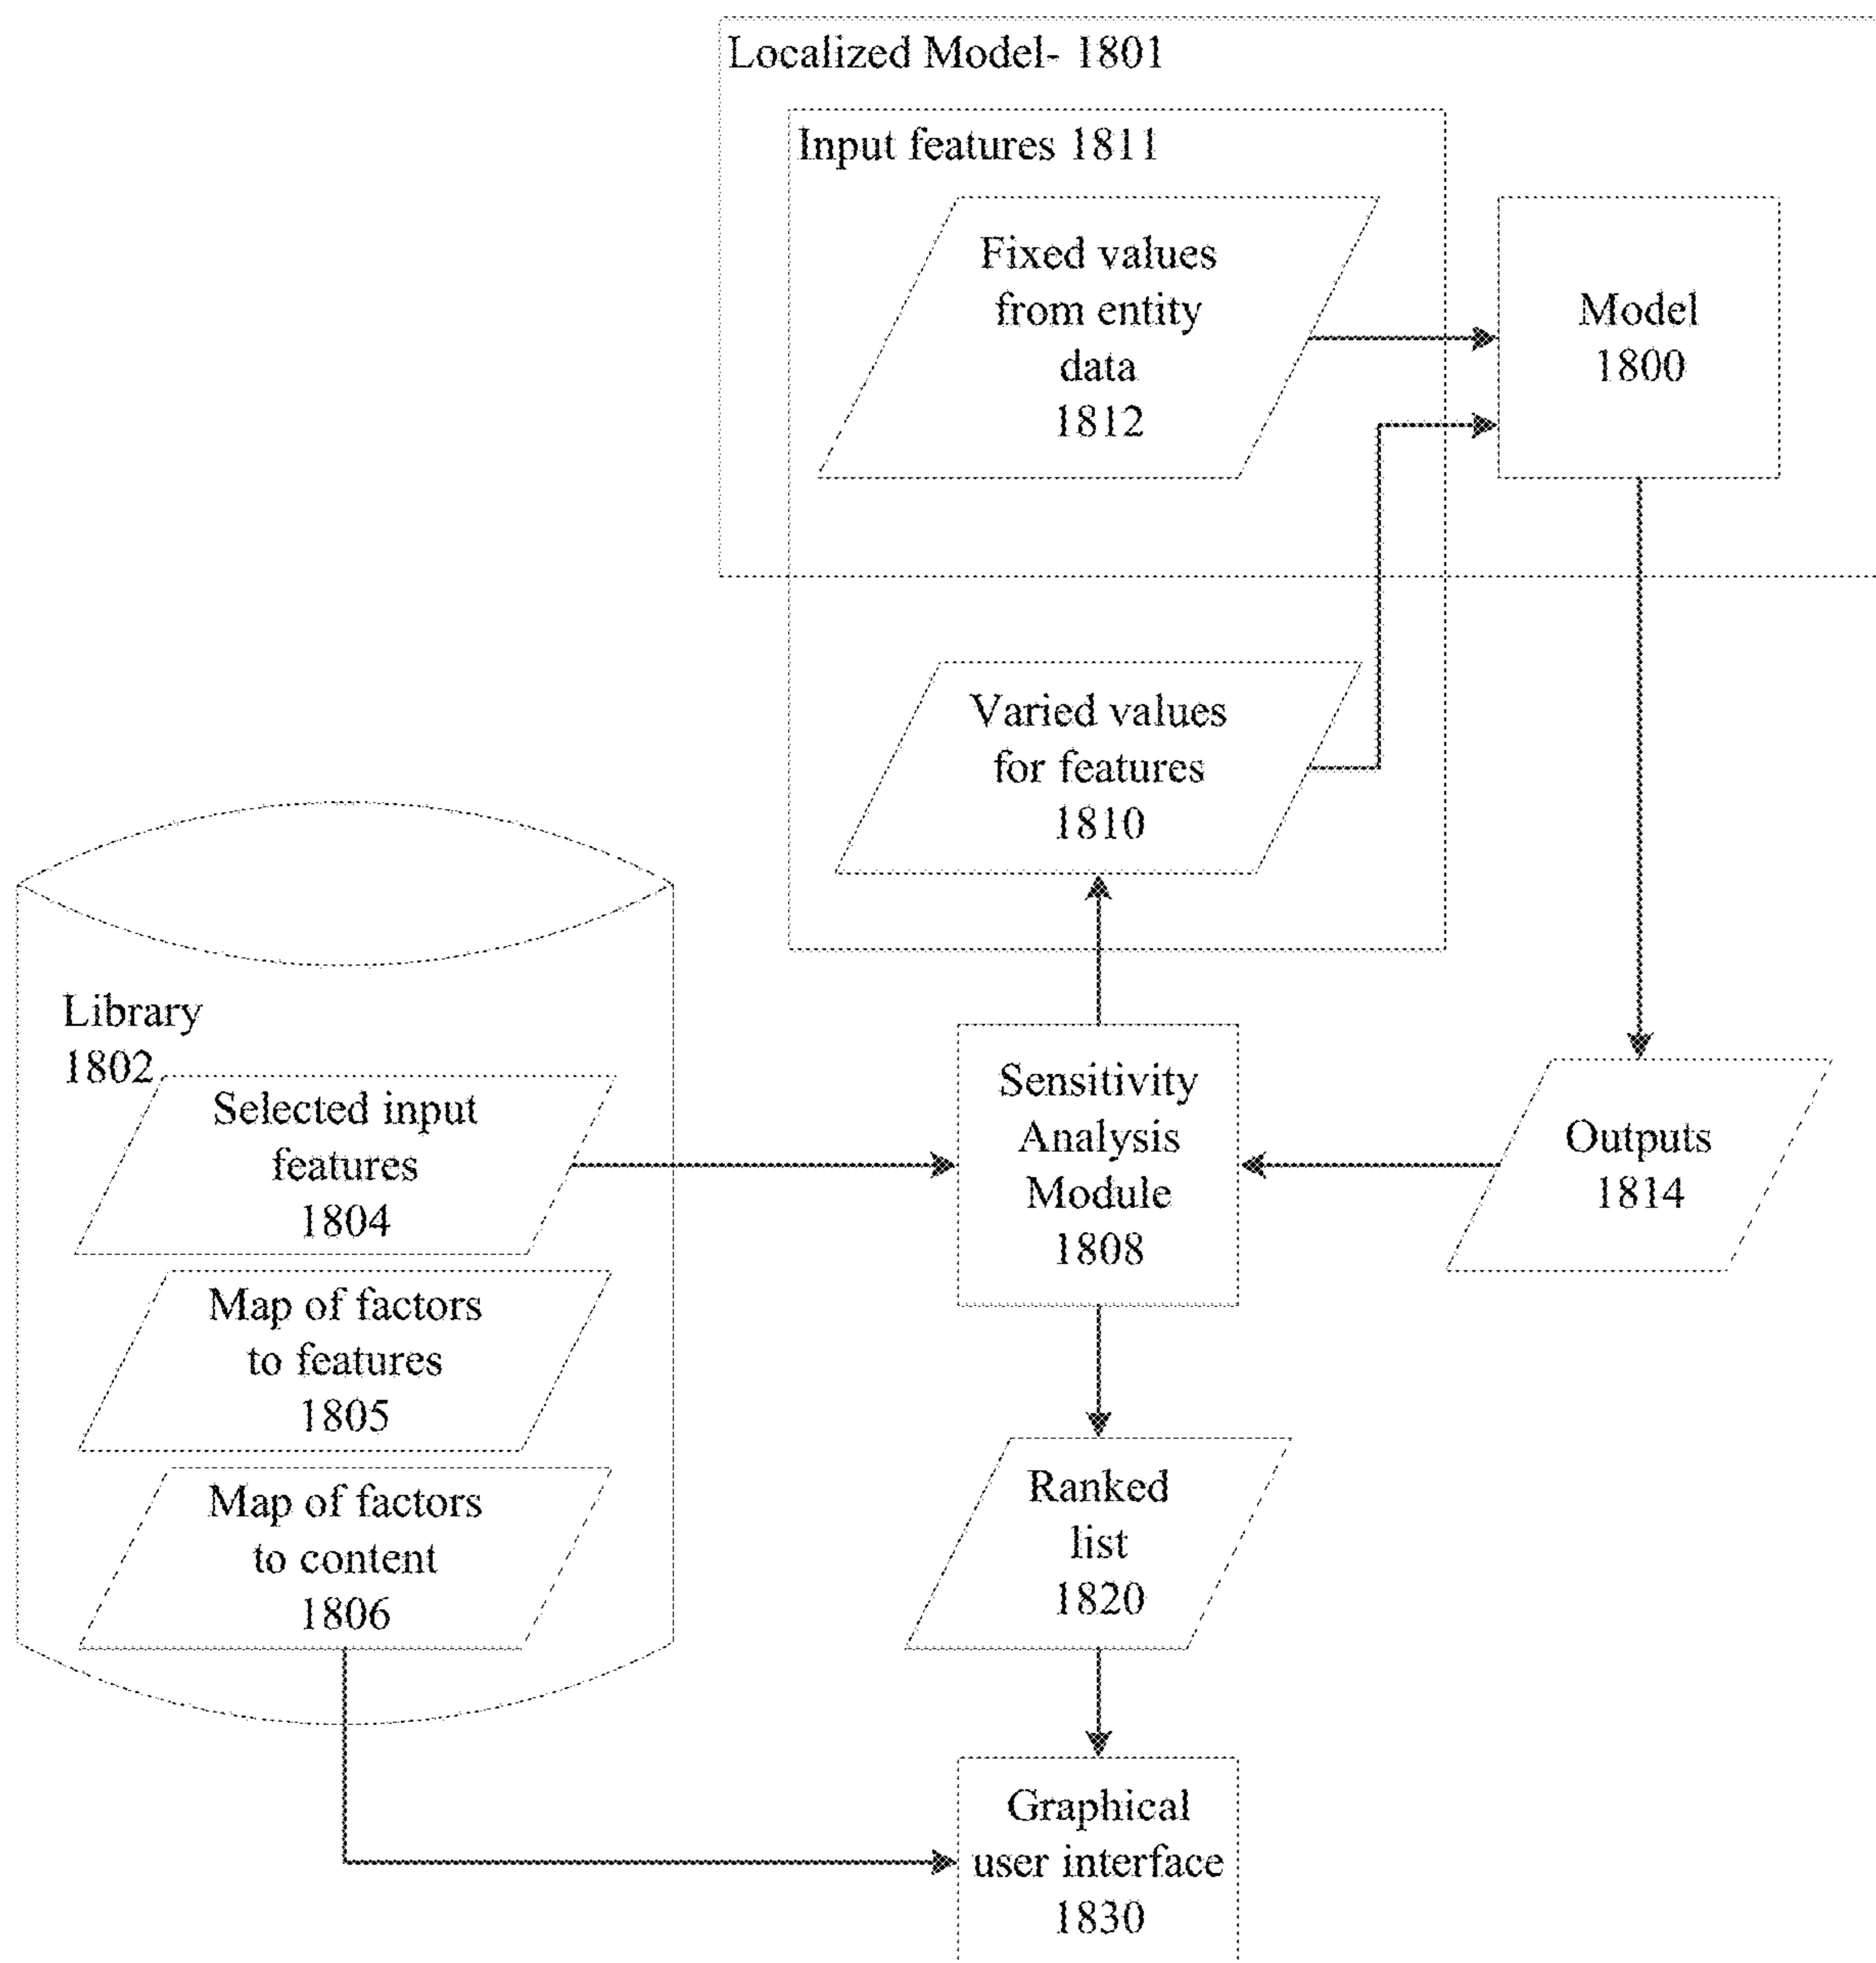 Localized Model- 1801
Input features 1811
Fixed values
from entity
data
1812
Model
1800
Varied values
for features
1810
Library
1802
Selected input
features
1804
Sensitivity
Analysis
Module
1808
Outputs
1814
Map of factors
to features
1805
Map of factors
to content
1806
Ranked
list
1820
Graphical
user interface
1830